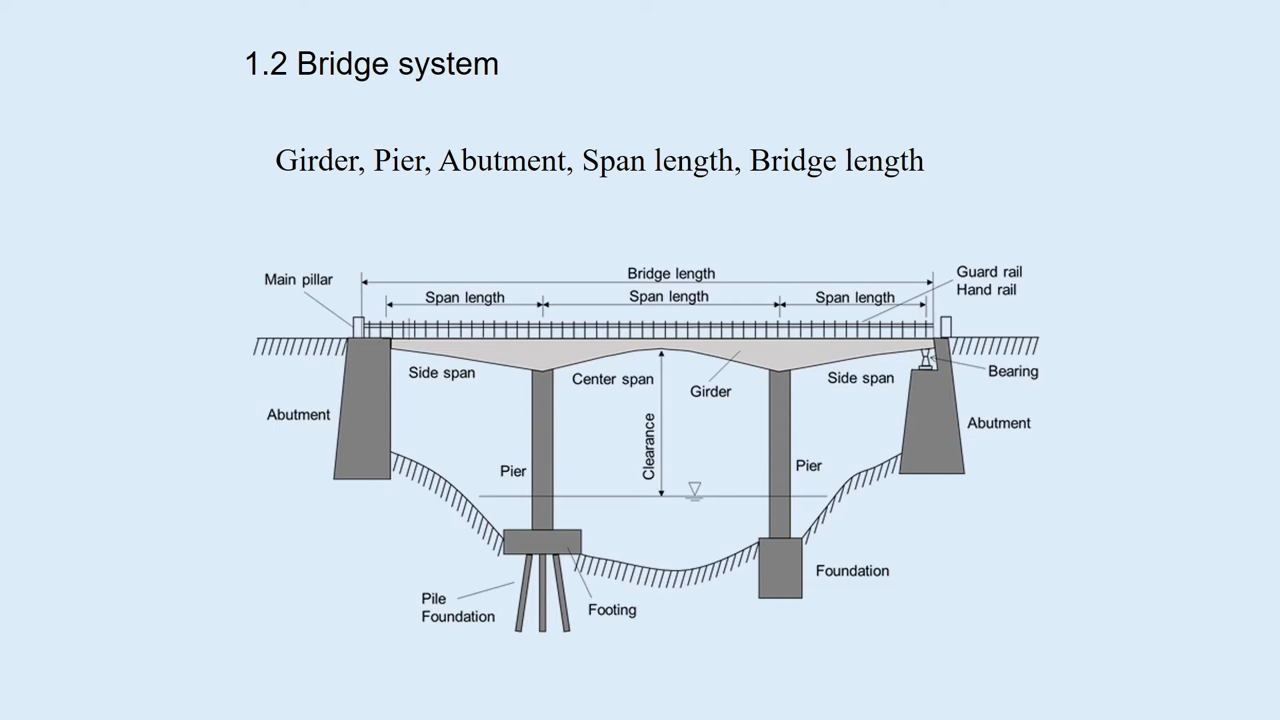 1.2 Bridge system
Girder, Pier, Abutment, Span length, Bridge length
Main pillar
Bridge length
Guard rail
Hand rail
Span length
Span length
Span length
Side span
Center span
Girder
Side span
Bearing
Abutment
Clearance
Abutment
Pier
Pier
Foundation
Pile
Foundation
Footing